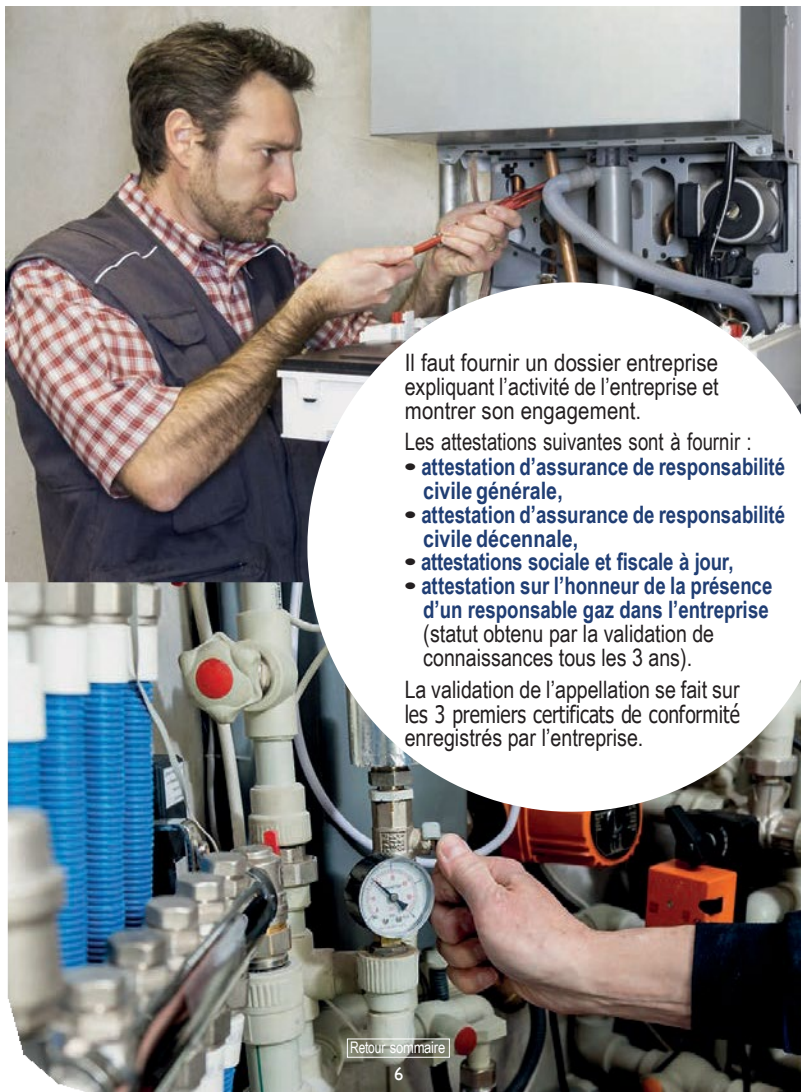 Il faut fournir un dossier entreprise
expliquant l’activité de l’entreprise et
montrer son engagement.
Les attestations suivantes sont à fournir :
• attestation d’assurance de responsabilité
civile générale,
• attestation d’assurance de responsabilité
civile décennale,
• attestations sociale et fiscale à jour,
• attestation sur l’honneur de la présence
d’un responsable gaz dans l’entreprise
(statut obtenu par la validation de
connaissances tous les 3 ans).
La validation de l’appellation se fait sur
les 3 premiers certificats de conformité
enregistrés par l’entreprise.
Retour sommaire
6